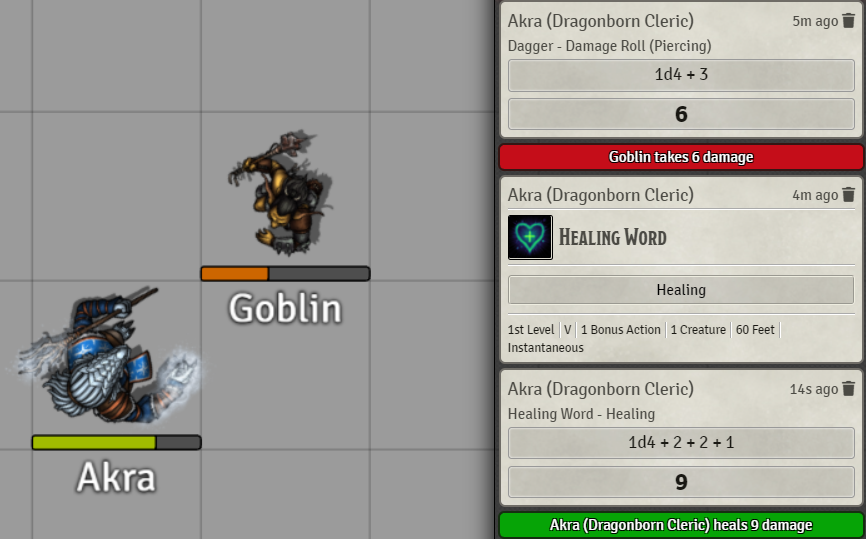 Goblin
Akra
Akra (Dragonborn Cleric) 5m ago
Dagger - Damage Roll (Piercing)
1d4 + 3
6
Goblin takes 6 damage
Akra (Dragonborn Cleric) 4m ago
Healing Word
Healing
1st Level | V | 1 Bonus Action | 1 Creature | 60 Feet |
Instantaneous
Akra (Dragonborn Cleric) 14s ago
Healing Word - Healing
1d4 + 2 + 2 + 1
9
Akra (Dragonborn Cleric) heals 9 damage